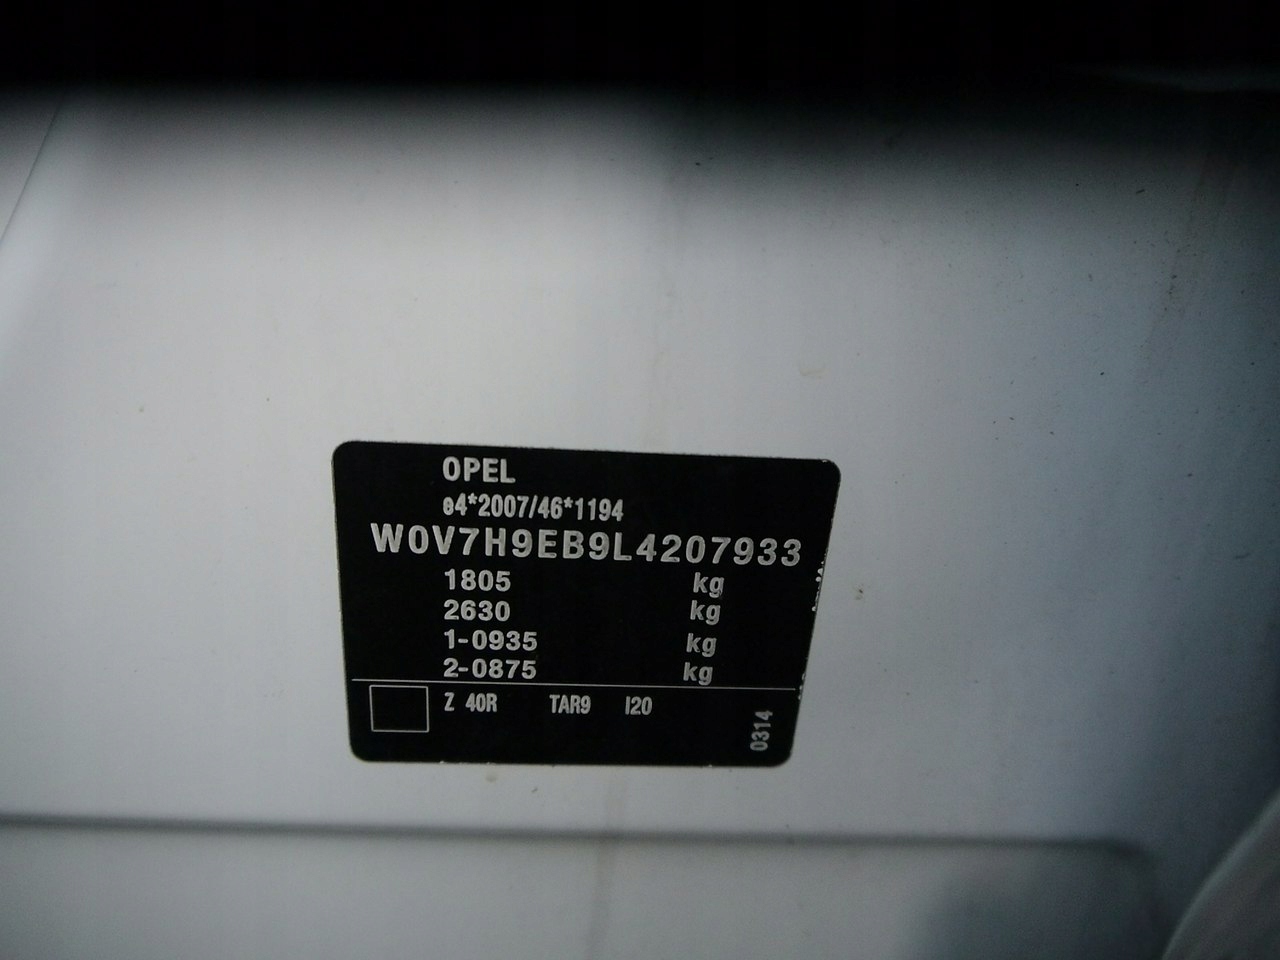 OPEL
e4*2007/46*1194
W0V7H9EB9L4207933
1805 kg
2630 kg
1-0935 kg
2-0875 kg
Z 40R TAR9 I20
0314